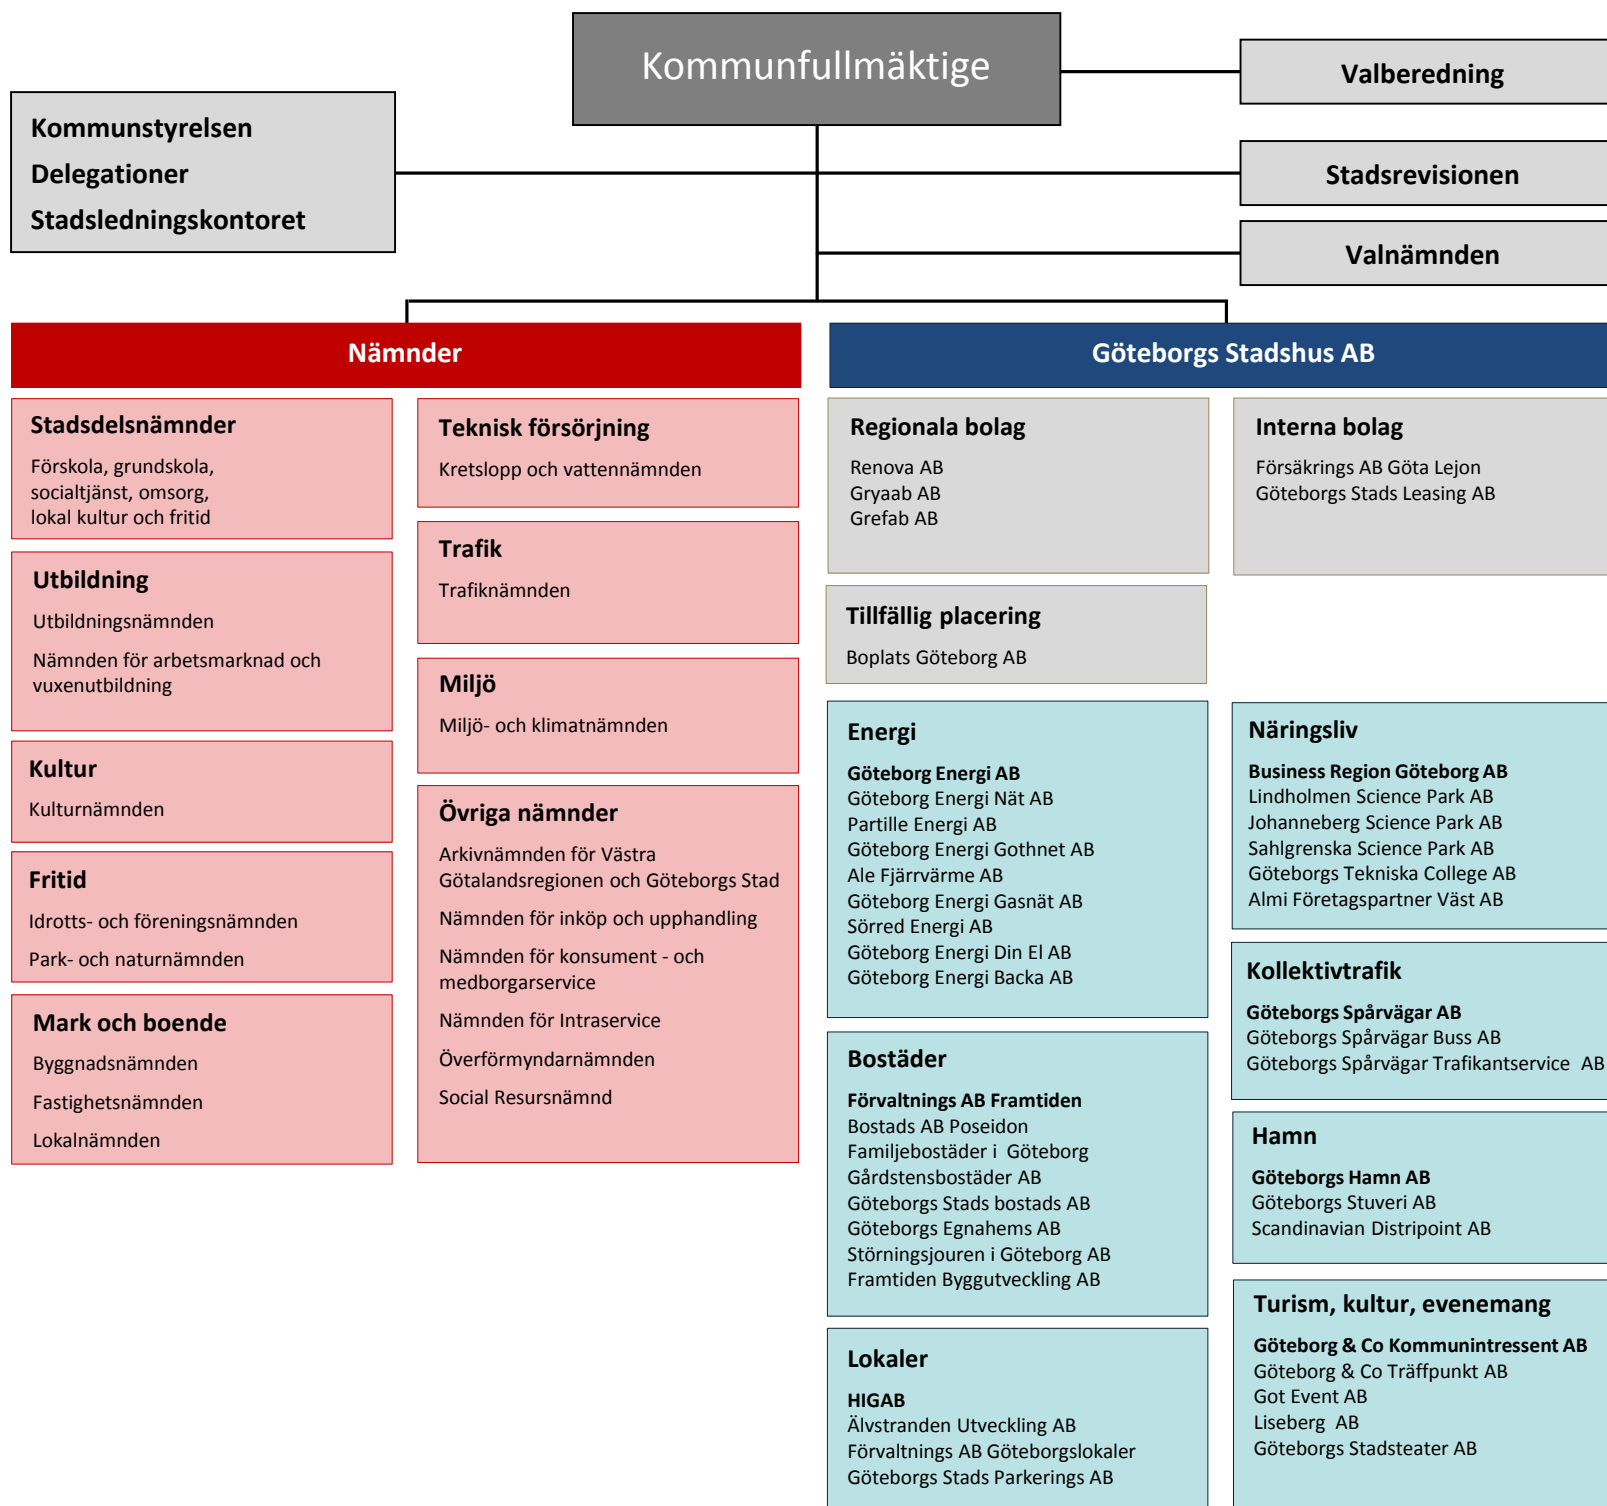 Kommunfullmäktige
Valberedning
Kommunstyrelsen
Delegationer
Stadsledningskontoret
Stadsrevisionen
Valnämnden
Nämnder
Stadsdelsnämnder
Förskola, grundskola,
socialtjänst, omsorg,
lokal kultur och fritid
Utbildning
Utbildningsnämnden
Nämnden för arbetsmarknad och
vuxenutbildning
Kultur
Kulturnämnden
Fritid
Idrotts- och föreningsnämnden
Park- och naturnämnden
Mark och boende
Byggnadsnämnden
Fastighetsnämnden
Lokalnämnden
Teknisk försörjning
Kretslopp och vattennämnden
Trafik
Trafiknämnden
Miljö
Miljö- och klimatnämnden
Övriga nämnder
Arkivnämnden för Västra
Götalandsregionen och Göteborgs Stad
Nämnden för inköp och upphandling
Nämnden för konsument - och
medborgarservice
Nämnden för Intraservice
Överförmyndarnämnden
Social Resursnämnd
Göteborgs Stadshus AB
Regionala bolag
Renova AB
Gryaab AB
Grefab AB
Interna bolag
Försäkrings AB Göta Lejon
Göteborgs Stads Leasing AB
Tillfällig placering
Boplats Göteborg AB
Energi
Göteborg Energi AB
Göteborg Energi Nät AB
Partille Energi AB
Göteborg Energi Gothnet AB
Ale Fjärrvärme AB
Göteborg Energi Gasnät AB
Sörred Energi AB
Göteborg Energi Din El AB
Göteborg Energi Backa AB
Bostäder
Förvaltnings AB Framtiden
Bostads AB Poseidon
Familjebostäder i Göteborg
Gårdstensbostäder AB
Göteborgs Stads bostads AB
Göteborgs Egnahems AB
Störningsjouren i Göteborg AB
Framtiden Byggutveckling AB
Lokaler
HIGAB
Älvstranden Utveckling AB
Förvaltnings AB Göteborgslokaler
Göteborgs Stads Parkerings AB
Näringsliv
Business Region Göteborg AB
Lindholmen Science Park AB
Johanneberg Science Park AB
Sahlgrenska Science Park AB
Göteborgs Tekniska College AB
Almi Företagspartner Väst AB
Kollektivtrafik
Göteborgs Spårvägar AB
Göteborgs Spårvägar Buss AB
Göteborgs Spårvägar Trafikantservice AB
Hamn
Göteborgs Hamn AB
Göteborgs Stuveri AB
Scandinavian Distripoint AB
Turism, kultur, evenemang
Göteborg & Co Kommunintressent AB
Göteborg & Co Träffpunkt AB
Got Event AB
Liseberg AB
Göteborgs Stadsteater AB